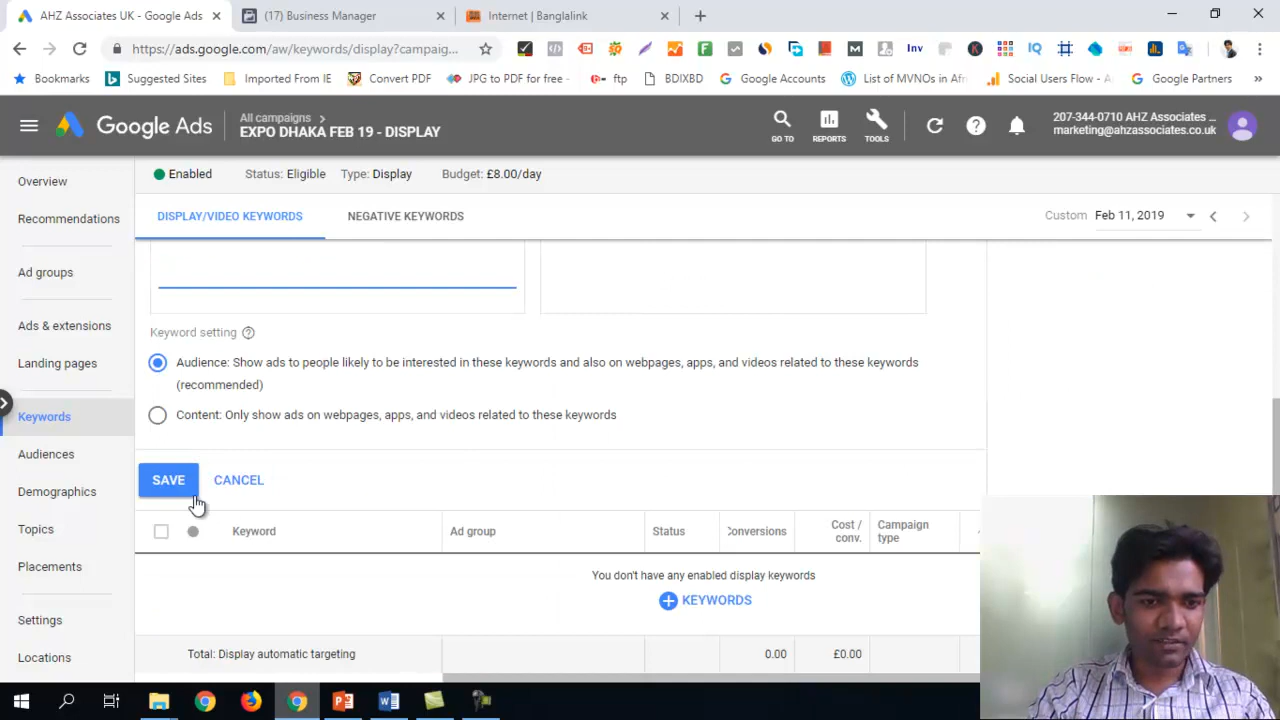 AHZ Associates UK - Google Ads
(17) Business Manager
Internet | Banglalink
https://ads.google.com/aw/keywords/display?campaig...
Inv
Bookmarks
Suggested Sites
Imported From IE
Convert PDF
JPG to PDF for free -
ftp
BDIXBD
Google Accounts
List of MVNOs in Afr
Social Users Flow - A
Google Partners
Google Ads
All campaigns
EXPO DHAKA FEB 19 - DISPLAY
GO TO
REPORTS
TOOLS
207-344-0710 AHZ Associates ...
marketing@ahzassociates.co.uk
Overview
Recommendations
Ad groups
Ads & extensions
Landing pages
Keywords
Audiences
Demographics
Topics
Placements
Settings
Locations
Enabled
Status: Eligible
Type: Display
Budget: £8.00/day
DISPLAY/VIDEO KEYWORDS
NEGATIVE KEYWORDS
Custom
Feb 11, 2019
Keyword setting
Audience: Show ads to people likely to be interested in these keywords and also on webpages, apps, and videos related to these keywords
(recommended)
Content: Only show ads on webpages, apps, and videos related to these keywords
SAVE
CANCEL
Keyword
Ad group
Status
Conversions
Cost /
conv.
Campaign
type
You don't have any enabled display keywords
KEYWORDS
Total: Display automatic targeting
0.00
£0.00